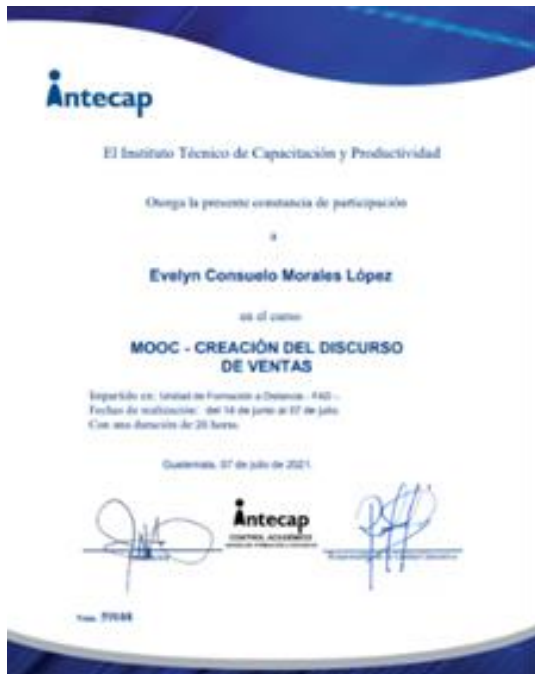 intecap
El Instituto Técnico de Capacitación y Productividad
Otorga la presente constancia de participación
a
Evelyn Consuelo Morales López
en el curso
MOOC - CREACIÓN DEL DISCURSO
DE VENTAS
Impartido en: Unidad de Formación a Distancia - FAD -
Fechas de realización: del 14 de junio al 07 de julio
Con una duración de 20 horas.
Guatemala, 07 de julio de 2021.
intecap
CONTROL ACADÉMICO